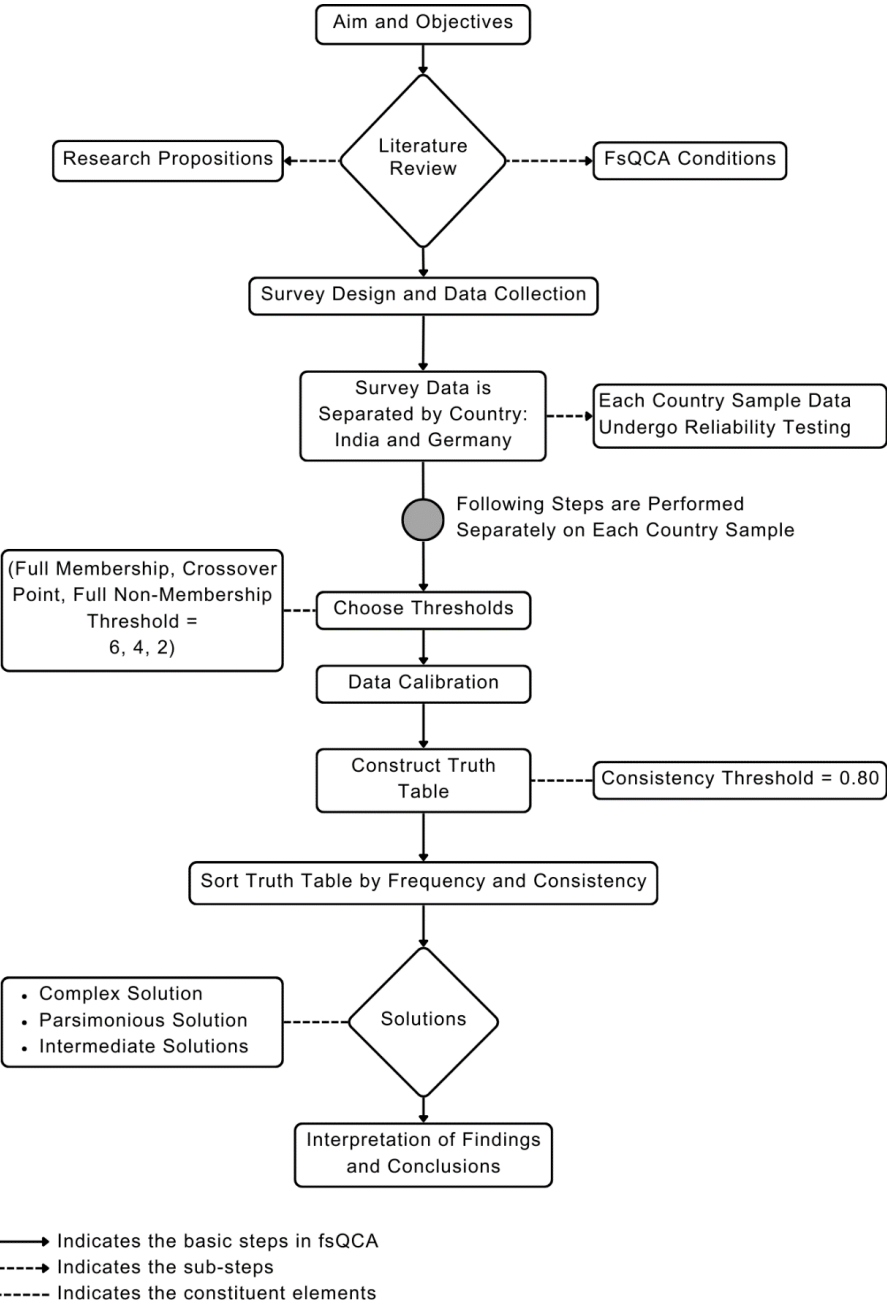 Aim and Objectives
Literature
Review
Research Propositions
FsQCA Conditions
Survey Design and Data Collection
Survey Data is
Separated by Country:
India and Germany
Each Country Sample Data
Undergo Reliability Testing
Following Steps are Performed
Separately on Each Country Sample
(Full Membership, Crossover
Point, Full Non-Membership
Threshold =
6, 4, 2)
Choose Thresholds
Data Calibration
Construct Truth
Table
Consistency Threshold = 0.80
Sort Truth Table by Frequency and Consistency
• Complex Solution
• Parsimonious Solution
• Intermediate Solutions
Solutions
Interpretation of Findings
and Conclusions
Indicates the basic steps in fsQCA
Indicates the sub-steps
Indicates the constituent elements